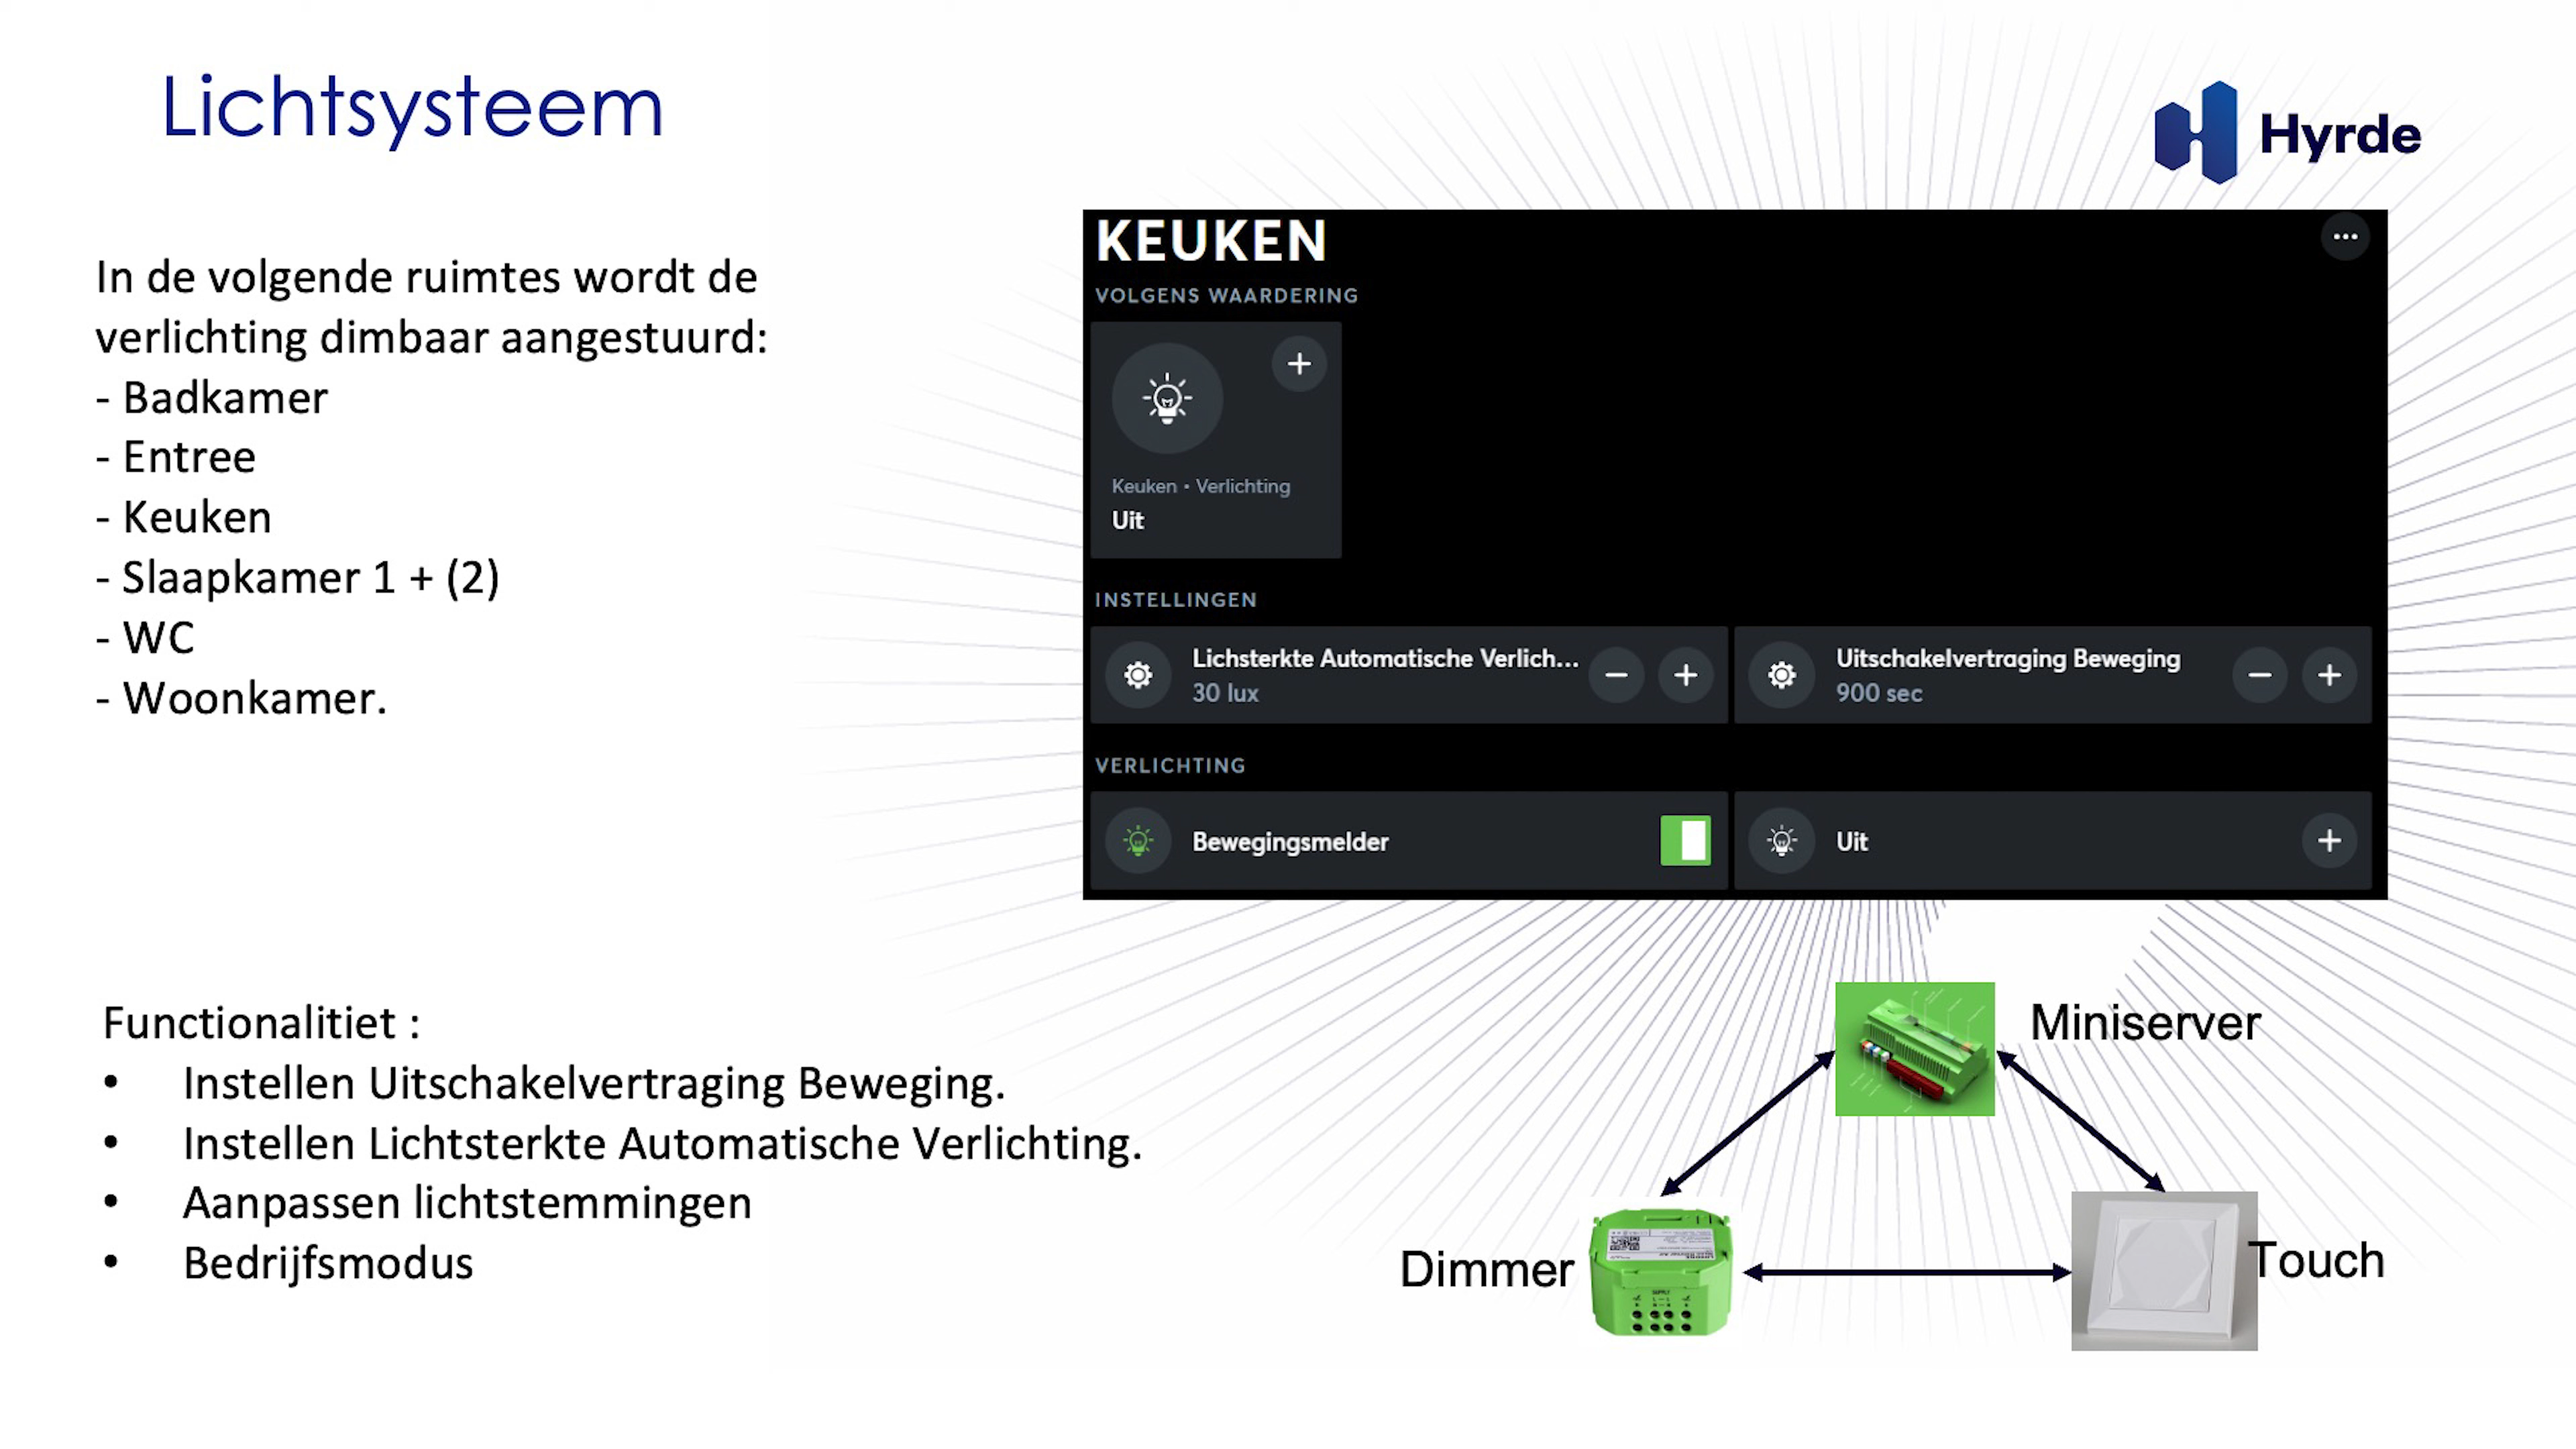 Lichtsysteem
Hyrde
In de volgende ruimtes wordt de
verlichting dimbaar aangestuurd:
- Badkamer
- Entree
- Keuken
- Slaapkamer 1 + (2)
- WC
- Woonkamer.
KEUKEN
VOLGENS WAARDERING
Keuken • Verlichting
Uit
INSTELLINGEN
Lichsterkte Automatische Verlich...
30 lux
Uitschakelvertraging Beweging
900 sec
VERLICHTING
Bewegingsmelder
Uit
Functionalitiet :
• Instellen Uitschakelvertraging Beweging.
• Instellen Lichtsterkte Automatische Verlichting.
• Aanpassen lichtstemmingen
• Bedrijfsmodus
Miniserver
Dimmer
Touch